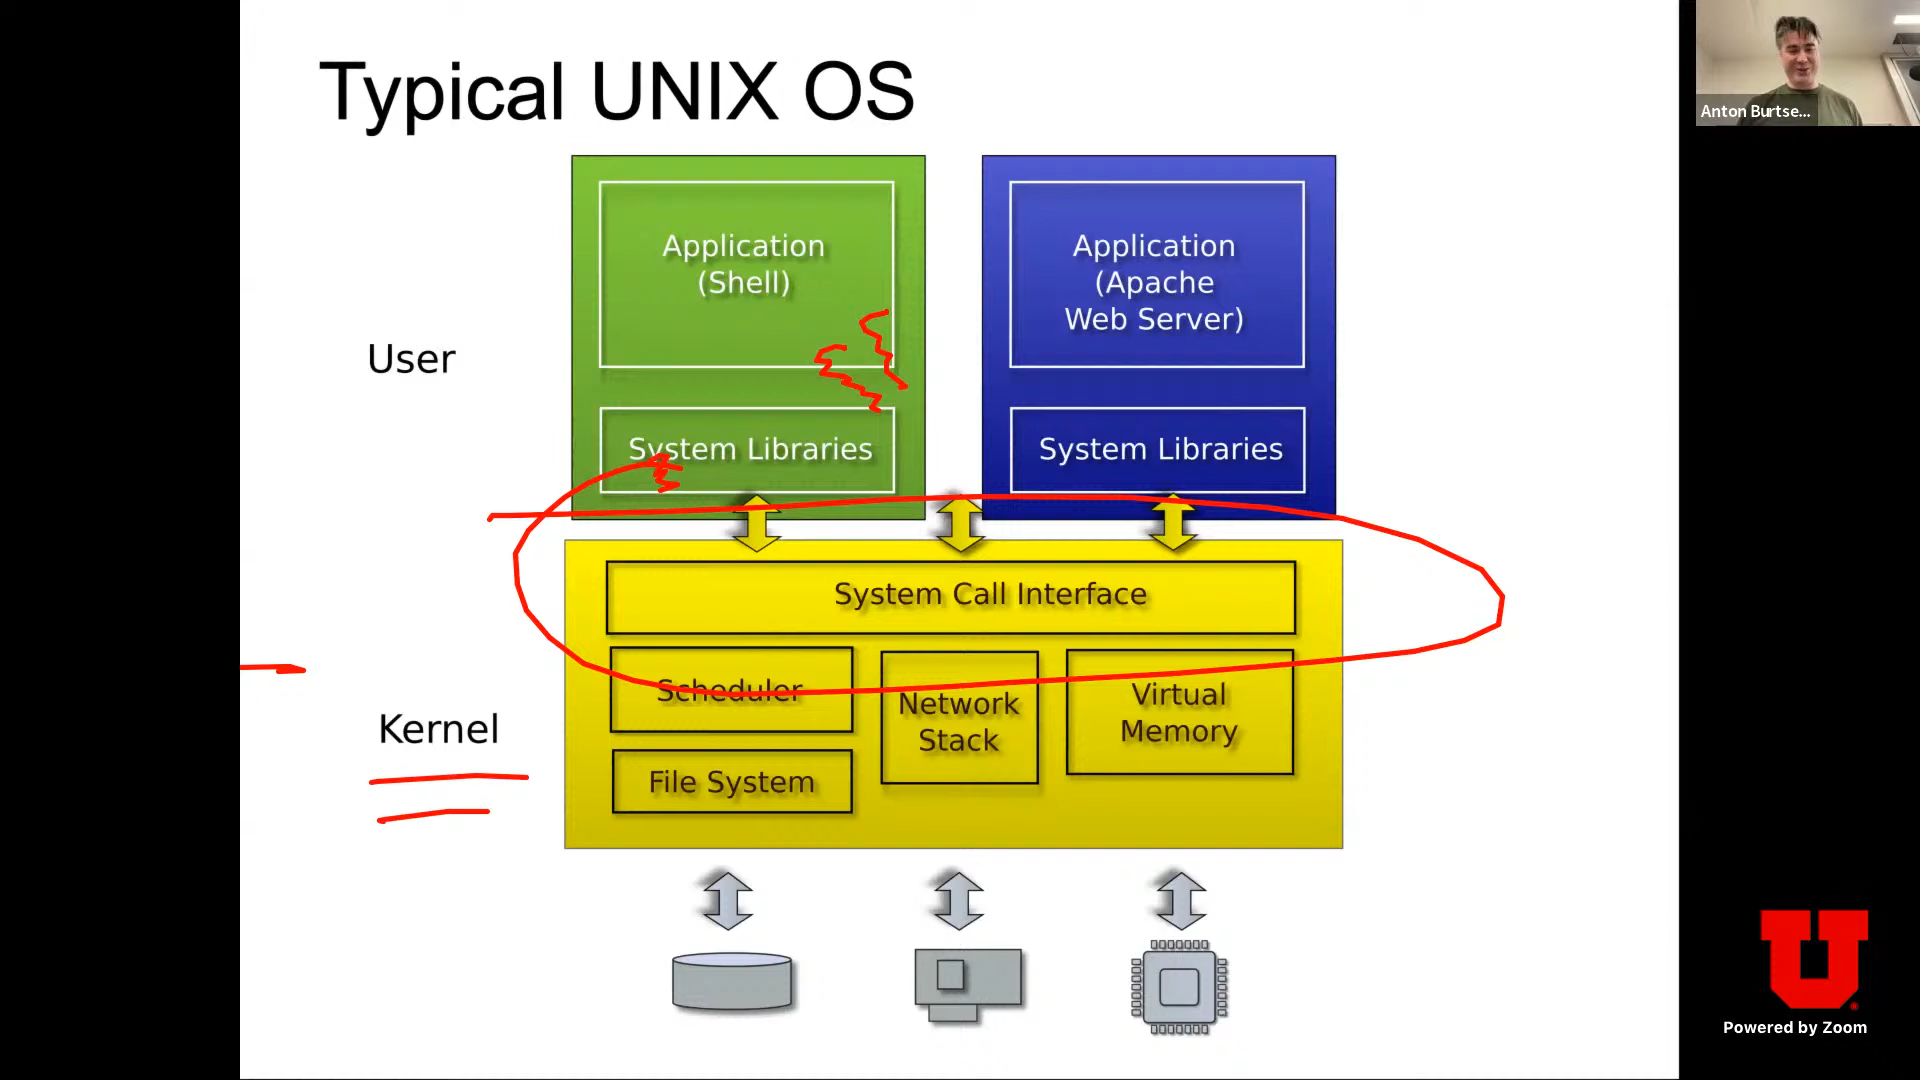 Typical UNIX OS
Anton Burtse...
Application
(Shell)
Application
(Apache
Web Server)
User
System Libraries
System Libraries
System Call Interface
Scheduler
Network
Stack
Virtual
Memory
Kernel
File System
U
Powered by Zoom